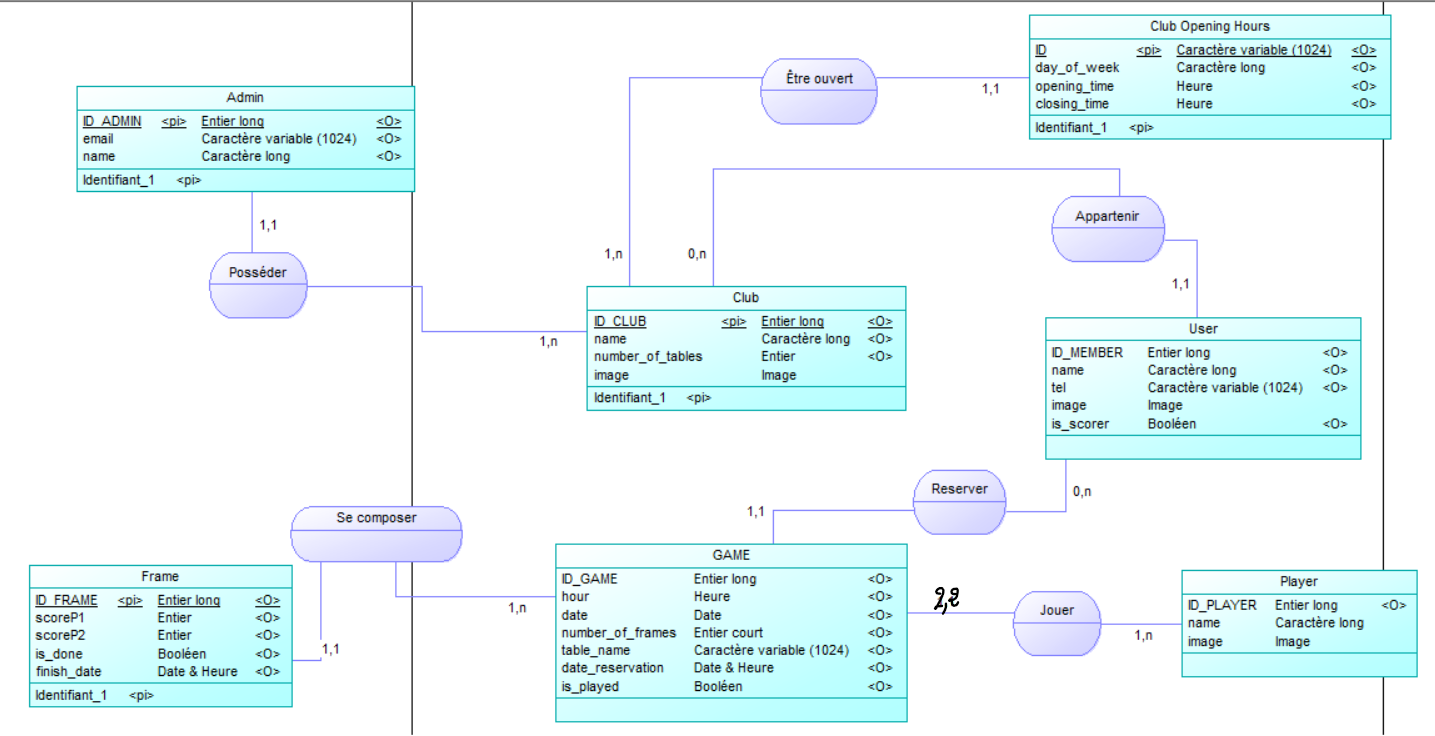 Club Opening Hours
ID <pi> Caractère variable (1024) <O>
day_of_week Caractère long <O>
opening_time Heure <O>
closing_time Heure <O>
Identifiant_1 <pi>
Être ouvert
1,1
Admin
ID_ADMIN <pi> Entier long <O>
email Caractère variable (1024) <O>
name Caractère long <O>
Identifiant_1 <pi>
1,1
Posséder
1,n
1,n
0,n
Appartenir
1,1
Club
ID_CLUB <pi> Entier long <O>
name Caractère long <O>
number_of_tables Entier <O>
image Image
Identifiant_1 <pi>
User
ID_MEMBER Entier long <O>
name Caractère long <O>
tel Caractère variable (1024) <O>
image Image
is_scorer Booléen <O>
0,n
Reserver
1,1
Se composer
1,n
1,1
Frame
ID_FRAME <pi> Entier long <O>
scoreP1 Entier <O>
scoreP2 Entier <O>
is_done Booléen <O>
finish_date Date & Heure <O>
Identifiant_1 <pi>
GAME
ID_GAME Entier long <O>
hour Heure <O>
date Date <O>
number_of_frames Entier court <O>
table_name Caractère variable (1024) <O>
date_reservation Date & Heure <O>
is_played Booléen <O>
2,2
Jouer
1,n
Player
ID_PLAYER Entier long <O>
name Caractère long
image Image